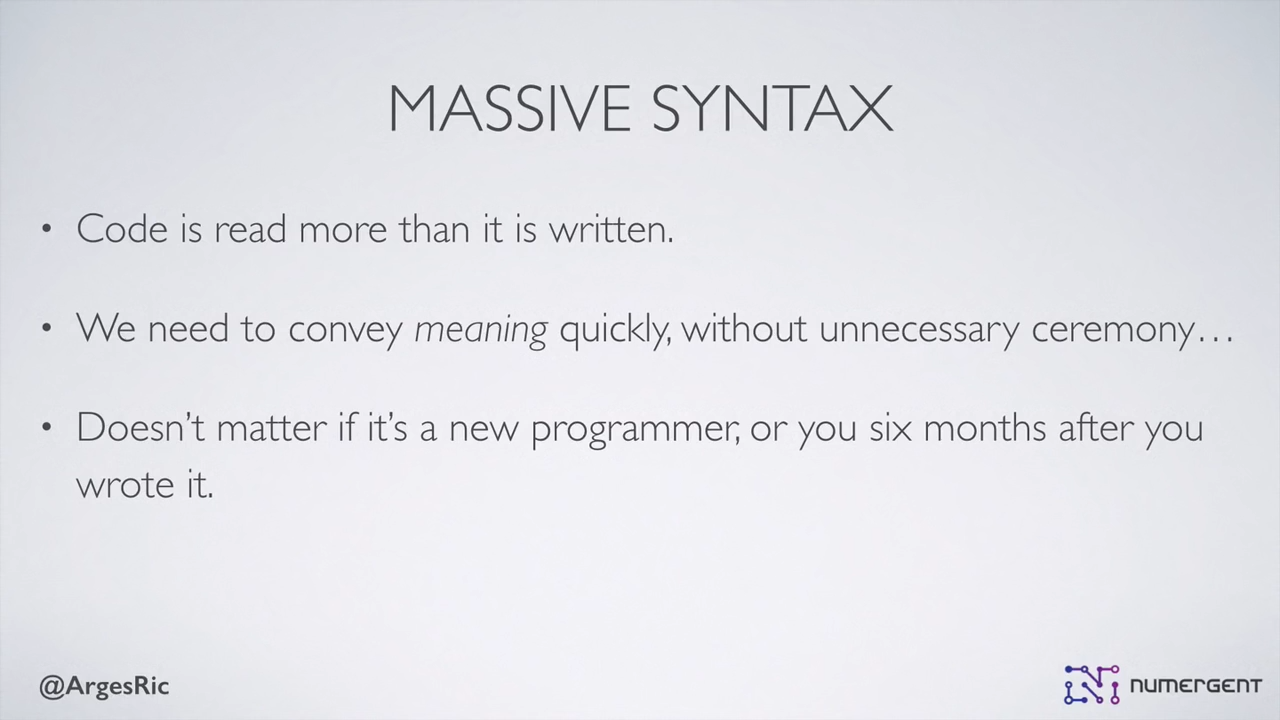 MASSIVE SYNTAX
• Code is read more than it is written.
• We need to convey meaning quickly, without unnecessary ceremony…
• Doesn’t matter if it’s a new programmer, or you six months after you
wrote it.
@ArgesRic
NUMERGENT